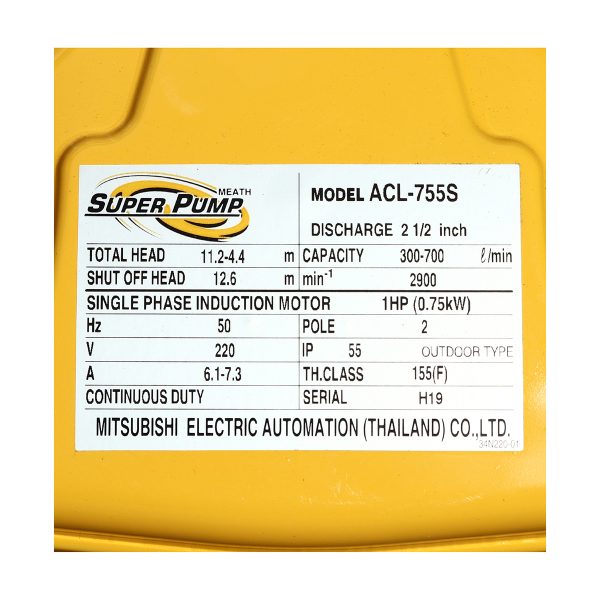 MEATH
SUPER PUMP
MODEL ACL-755S
DISCHARGE 2 1/2 inch
TOTAL HEAD 11.2-4.4 m CAPACITY 300-700 ℓ/min
SHUT OFF HEAD 12.6 m min-1 2900
SINGLE PHASE INDUCTION MOTOR 1HP (0.75kW)
Hz 50 POLE 2
V 220 IP 55 OUTDOOR TYPE
A 6.1-7.3 TH.CLASS 155(F)
CONTINUOUS DUTY SERIAL H19
MITSUBISHI ELECTRIC AUTOMATION (THAILAND) CO.,LTD.
34N220-01